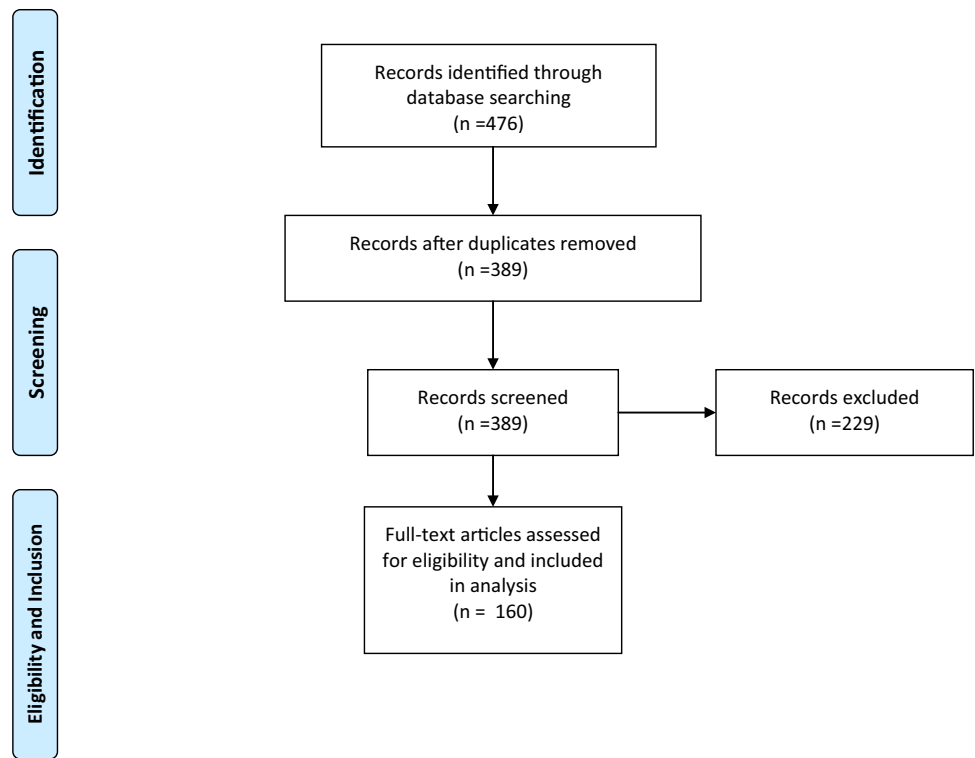 Identification
Records identified through
database searching
(n =476)
Records after duplicates removed
(n =389)
Screening
Records screened
(n =389)
Records excluded
(n =229)
Eligibility and Inclusion
Full-text articles assessed
for eligibility and included
in analysis
(n = 160)